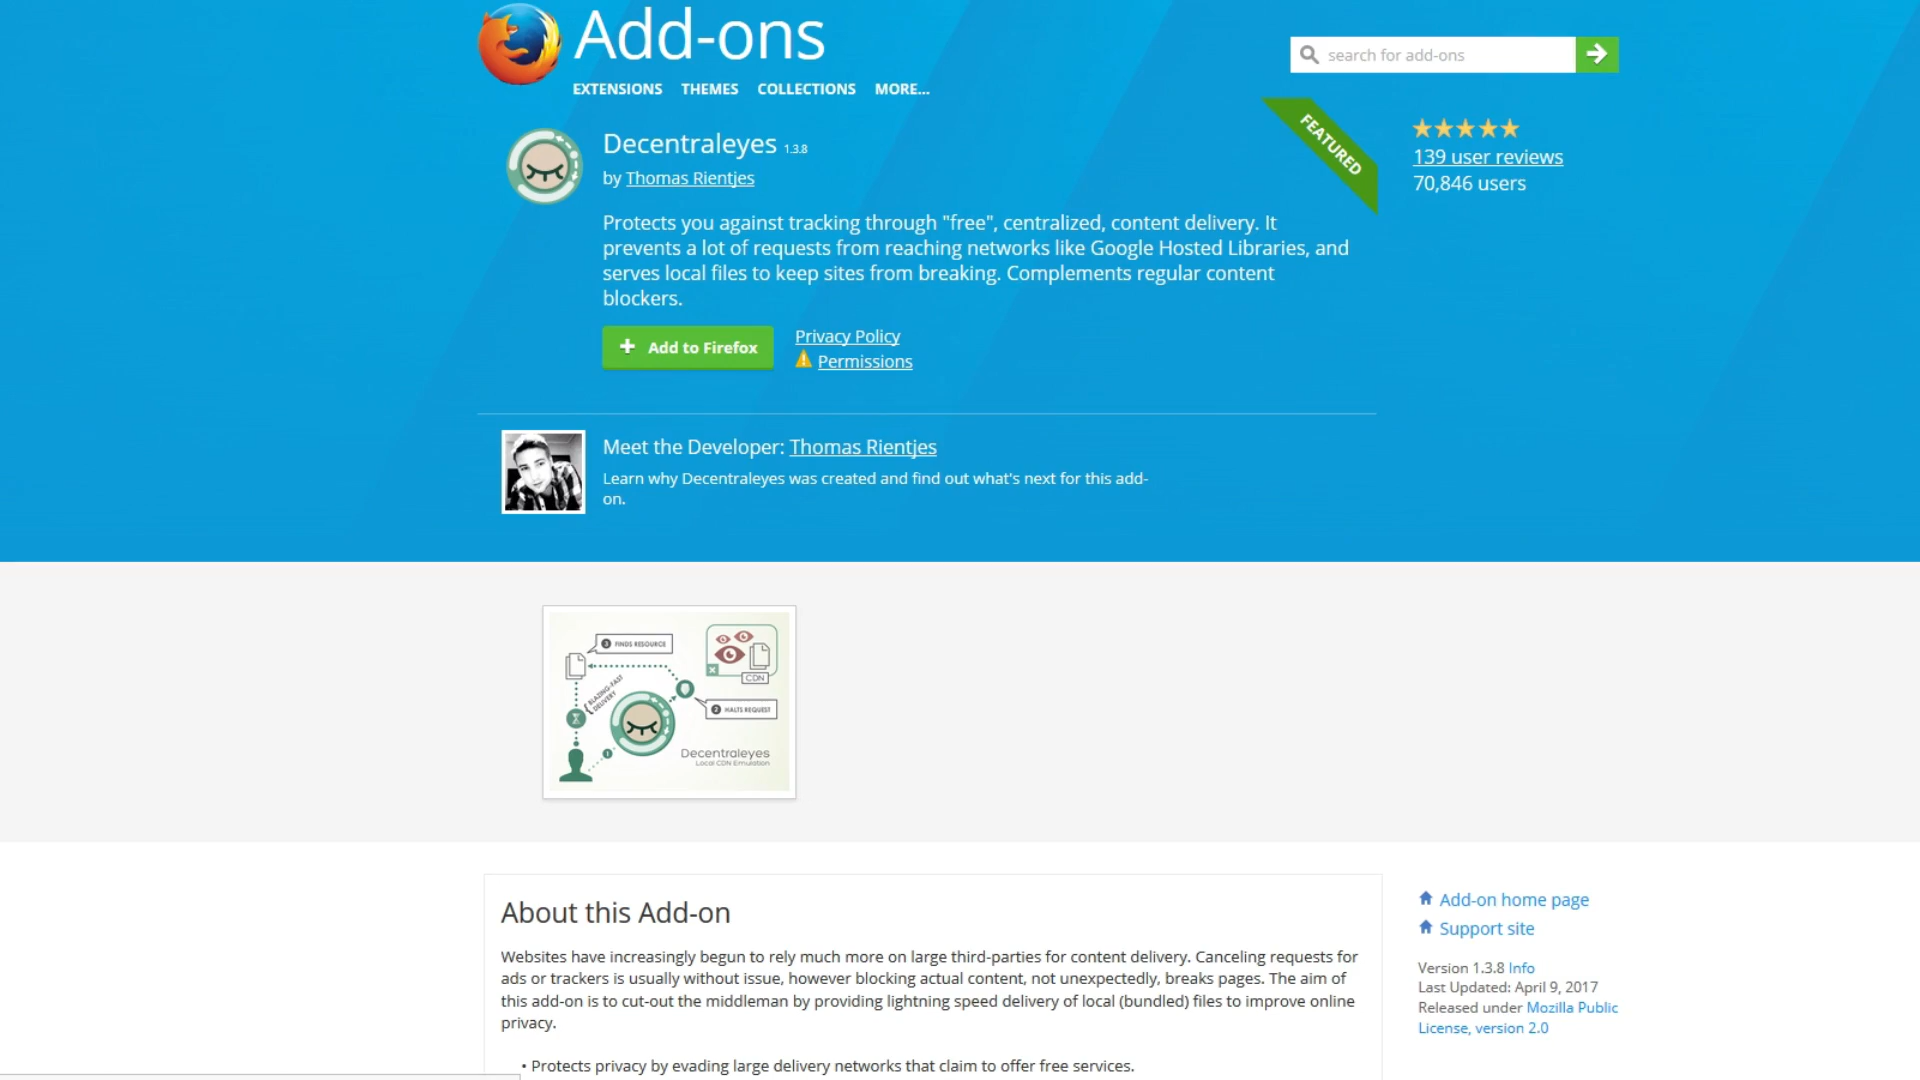 Add-ons
search for add-ons
EXTENSIONS THEMES COLLECTIONS MORE...
Decentraleyes 1.3.8
by Thomas Rientjes
FEATURED
139 user reviews
70,846 users
Protects you against tracking through "free", centralized, content delivery. It
prevents a lot of requests from reaching networks like Google Hosted Libraries, and
serves local files to keep sites from breaking. Complements regular content
blockers.
Add to Firefox
Privacy Policy
Permissions
Meet the Developer: Thomas Rientjes
Learn why Decentraleyes was created and find out what's next for this add-
on.
3 FINDS RESOURCE
CDN
BLAZING-FAST
DELIVERY
2 HALTS REQUEST
1
Decentraleyes
Local CDN Emulation
About this Add-on
Websites have increasingly begun to rely much more on large third-parties for content delivery. Canceling requests for
ads or trackers is usually without issue, however blocking actual content, not unexpectedly, breaks pages. The aim of
this add-on is to cut-out the middleman by providing lightning speed delivery of local (bundled) files to improve online
privacy.
• Protects privacy by evading large delivery networks that claim to offer free services.
Add-on home page
Support site
Version 1.3.8 Info
Last Updated: April 9, 2017
Released under Mozilla Public
License, version 2.0